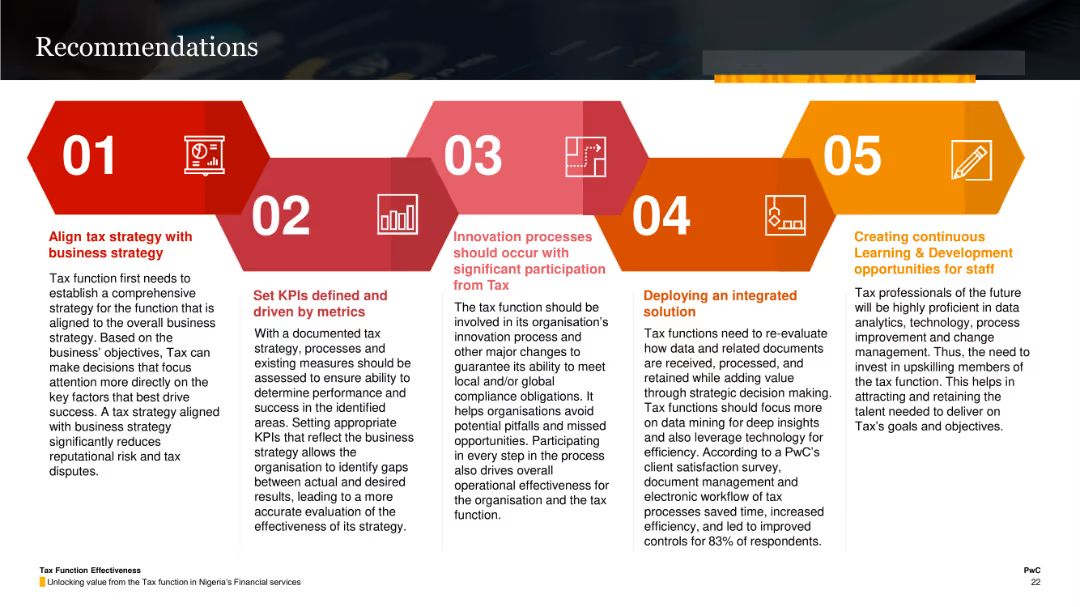 Recommendations
01
Align tax strategy with
business strategy
Tax function first needs to
establish a comprehensive
strategy for the function that is
aligned to the overall business
strategy. Based on the
business’ objectives, Tax can
make decisions that focus
attention more directly on the
key factors that best drive
success. A tax strategy aligned
with business strategy
significantly reduces
reputational risk and tax
disputes.
02
Set KPIs defined and
driven by metrics
With a documented tax
strategy, processes and
existing measures should be
assessed to ensure ability to
determine performance and
success in the identified
areas. Setting appropriate
KPIs that reflect the business
strategy allows the
organisation to identify gaps
between actual and desired
results, leading to a more
accurate evaluation of the
effectiveness of its strategy.
03
Innovation processes
should occur with
significant participation
from Tax
The tax function should be
involved in its organisation’s
innovation process and
other major changes to
guarantee its ability to meet
local and/or global
compliance obligations. It
helps organisations avoid
potential pitfalls and missed
opportunities. Participating
in every step in the process
also drives overall
operational effectiveness for
the organisation and the tax
function.
04
Deploying an integrated
solution
Tax functions need to re-evaluate
how data and related documents
are received, processed, and
retained while adding value
through strategic decision making.
Tax functions should focus more
on data mining for deep insights
and also leverage technology for
efficiency. According to a PwC’s
client satisfaction survey,
document management and
electronic workflow of tax
processes saved time, increased
efficiency, and led to improved
controls for 83% of respondents.
05
Creating continuous
Learning & Development
opportunities for staff
Tax professionals of the future
will be highly proficient in data
analytics, technology, process
improvement and change
management. Thus, the need to
invest in upskilling members of
the tax function. This helps in
attracting and retaining the
talent needed to deliver on
Tax’s goals and objectives.
Tax Function Effectiveness
Unlocking value from the Tax function in Nigeria’s Financial services
PwC
22